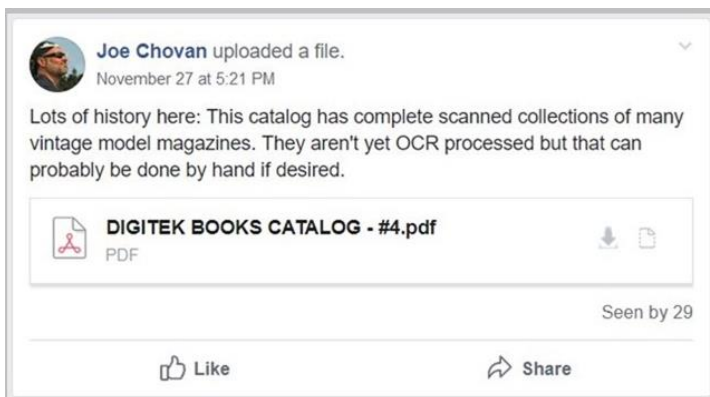 Joe Chovan uploaded a file.
November 27 at 5:21 PM
Lots of history here: This catalog has complete scanned collections of many
vintage model magazines. They aren't yet OCR processed but that can
probably be done by hand if desired.
DIGITEK BOOKS CATALOG - #4.pdf
PDF
Seen by 29
Like
Share